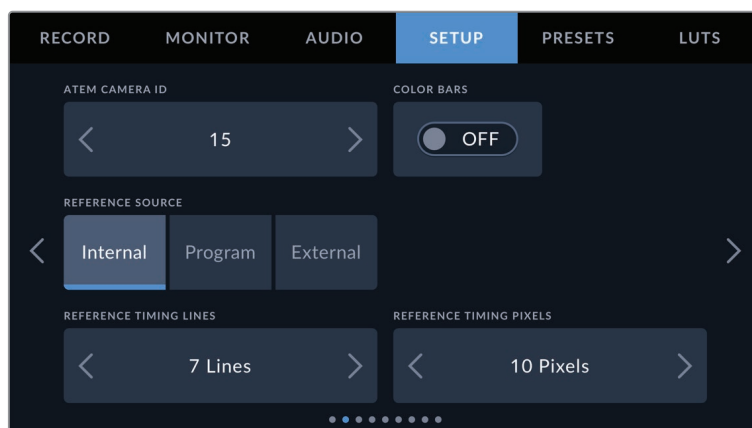 RECORD MONITOR AUDIO SETUP PRESETS LUTS
ATEM CAMERA ID COLOR BARS
15 OFF
REFERENCE SOURCE
Internal Program External
REFERENCE TIMING LINES REFERENCE TIMING PIXELS
7 Lines 10 Pixels